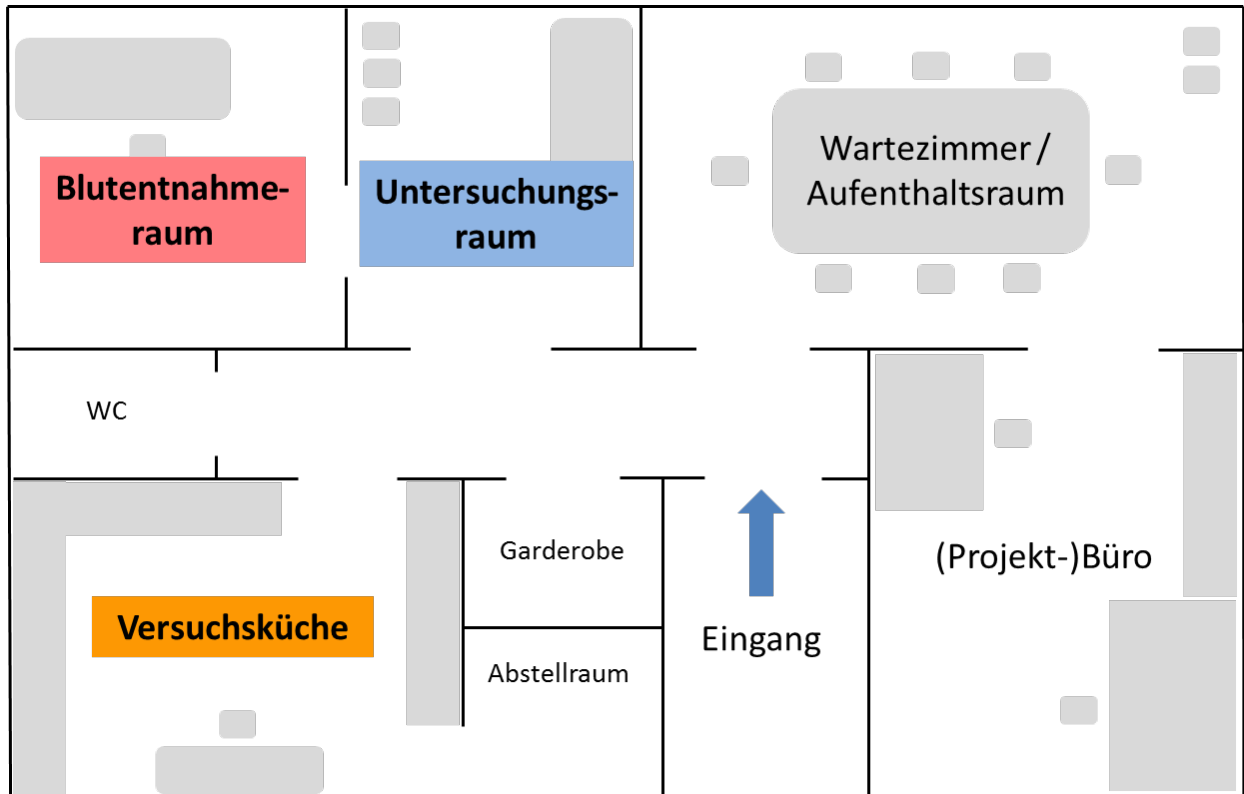 Blutentnahme-
raum
Untersuchungs-
raum
Wartezimmer /
Aufenthaltsraum
WC
Garderobe
(Projekt-)Büro
Versuchsküche
Eingang
Abstellraum